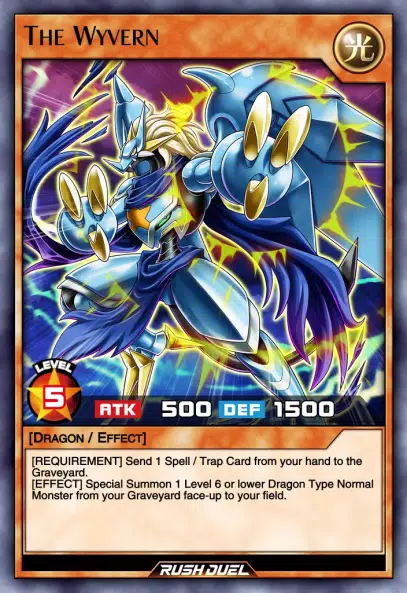 The Wyvern
光
LEVEL
5
ATK 500 DEF 1500
[Dragon / Effect]
[REQUIREMENT] Send 1 Spell / Trap Card from your hand to the
Graveyard.
[EFFECT] Special Summon 1 Level 6 or lower Dragon Type Normal
Monster from your Graveyard face-up to your field.
RUSH DUEL